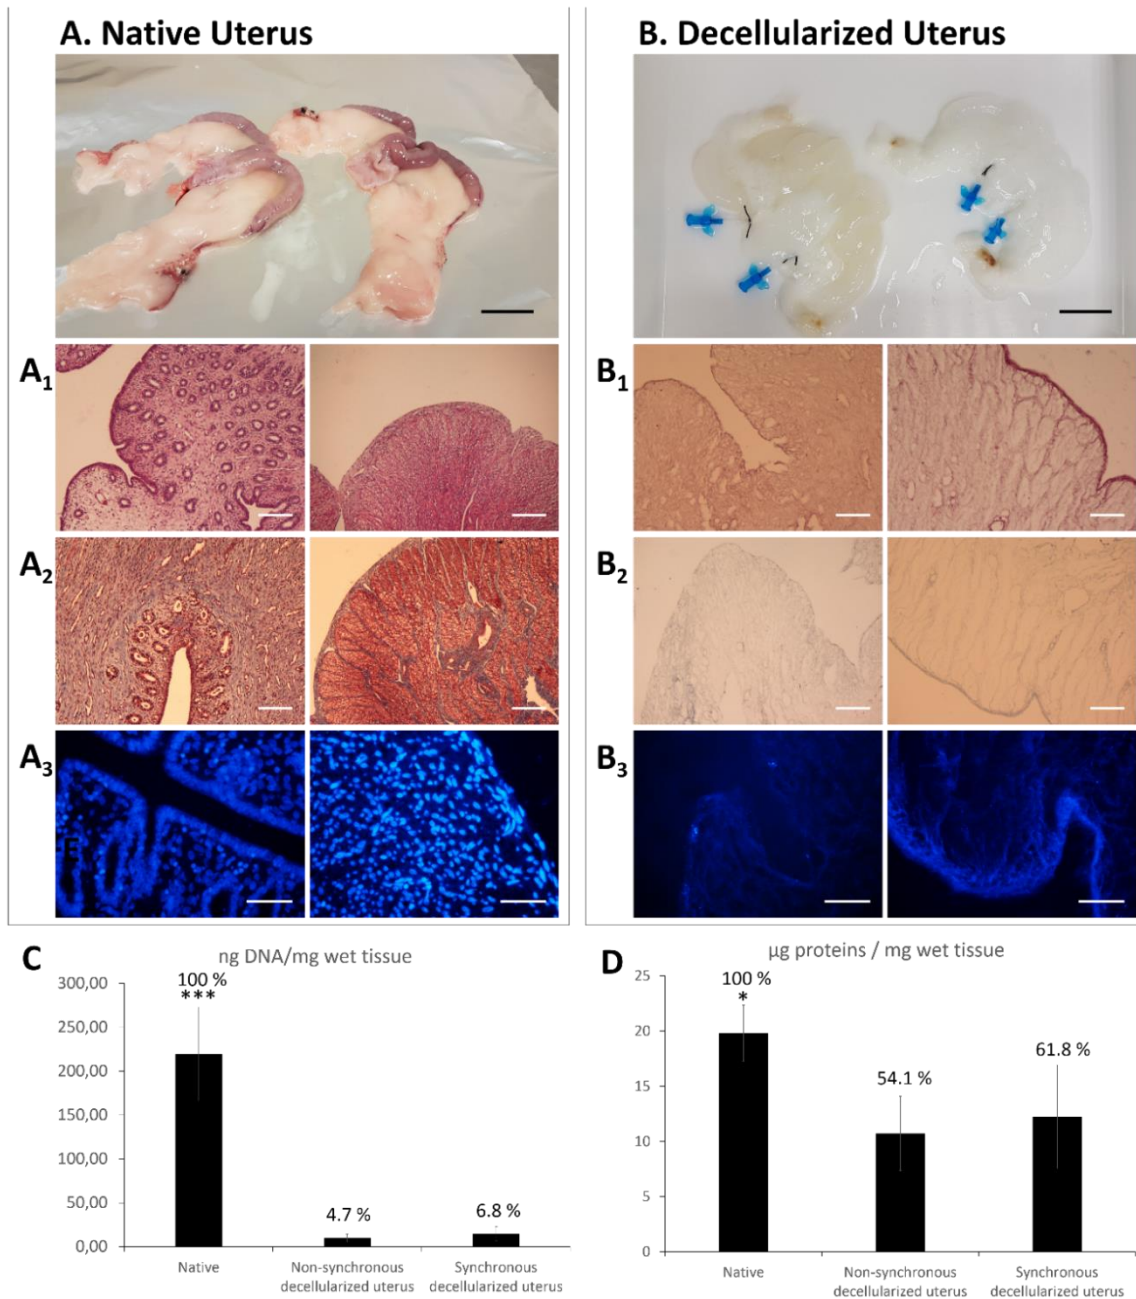 A. Native Uterus
B. Decellularized Uterus
A1
B1
A2
B2
A3
B3
E
C
ng DNA/mg wet tissue
300,00
250,00
200,00
150,00
100,00
50,00
0,00
100 %
***
4.7 %
6.8 %
Native
Non-synchronous
decellularized uterus
Synchronous
decellularized uterus
D
µg proteins / mg wet tissue
25
20
15
10
5
0
100 %
*
54.1 %
61.8 %
Native
Non-synchronous
decellularized uterus
Synchronous
decellularized uterus